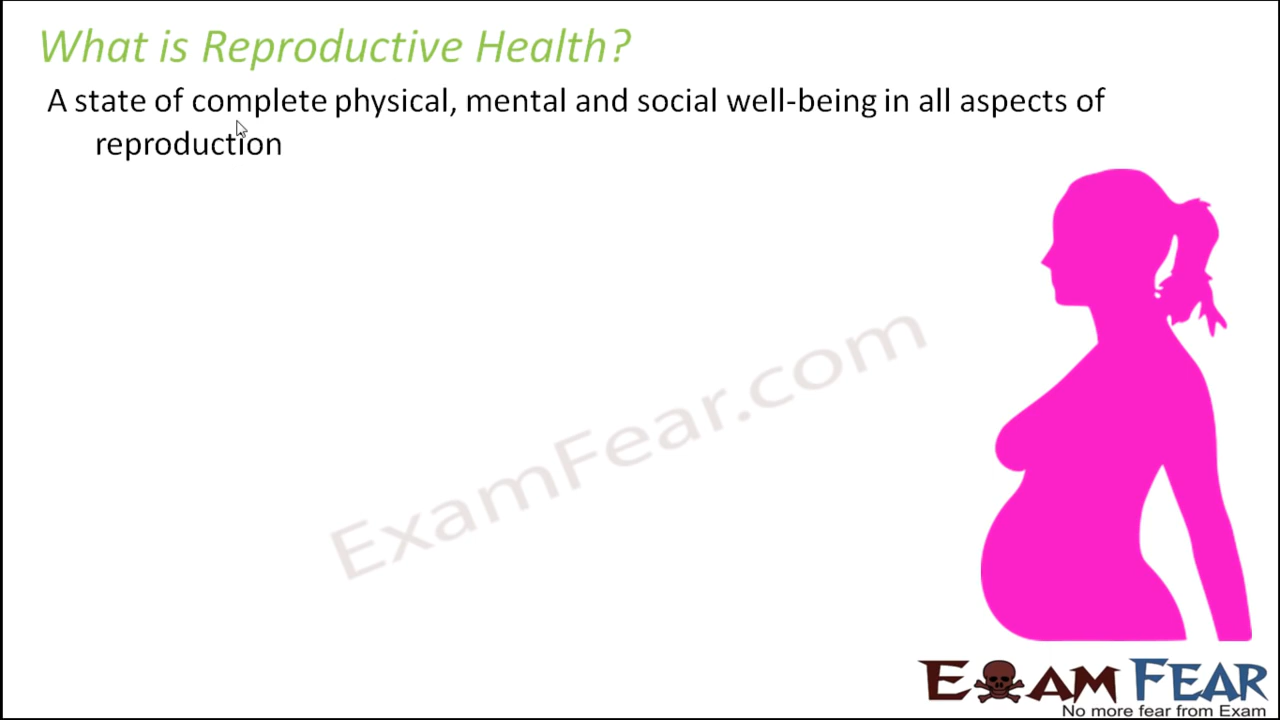 What is Reproductive Health?
A state of complete physical, mental and social well-being in all aspects of
reproduction
ExamFear.com
EXAM FEAR
No more fear from Exam